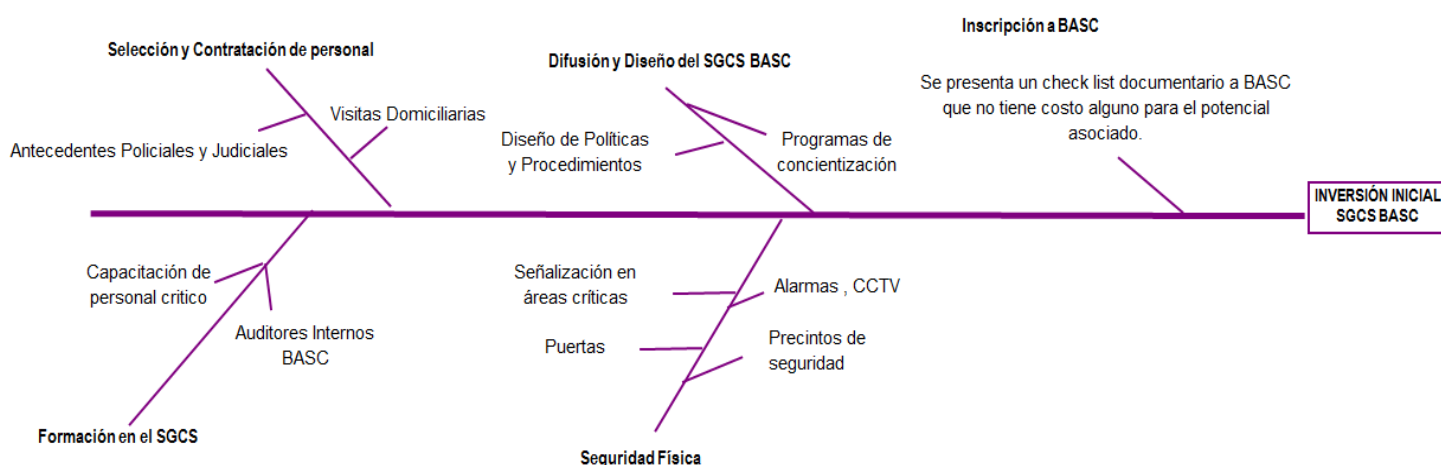 Inscripción a BASC
Selección y Contratación de personal
Difusión y Diseño del SGCS BASC
Se presenta un check list documentario a BASC
que no tiene costo alguno para el potencial
asociado.
Visitas Domiciliarias
Antecedentes Policiales y Judiciales
Diseño de Políticas
y Procedimientos
Programas de
concientización
INVERSIÓN INICIAL
SGCS BASC
Capacitación de
personal critico
Auditores Internos
BASC
Señalización en
áreas críticas
Alarmas , CCTV
Puertas
Precintos de
seguridad
Formación en el SGCS
Seguridad Física